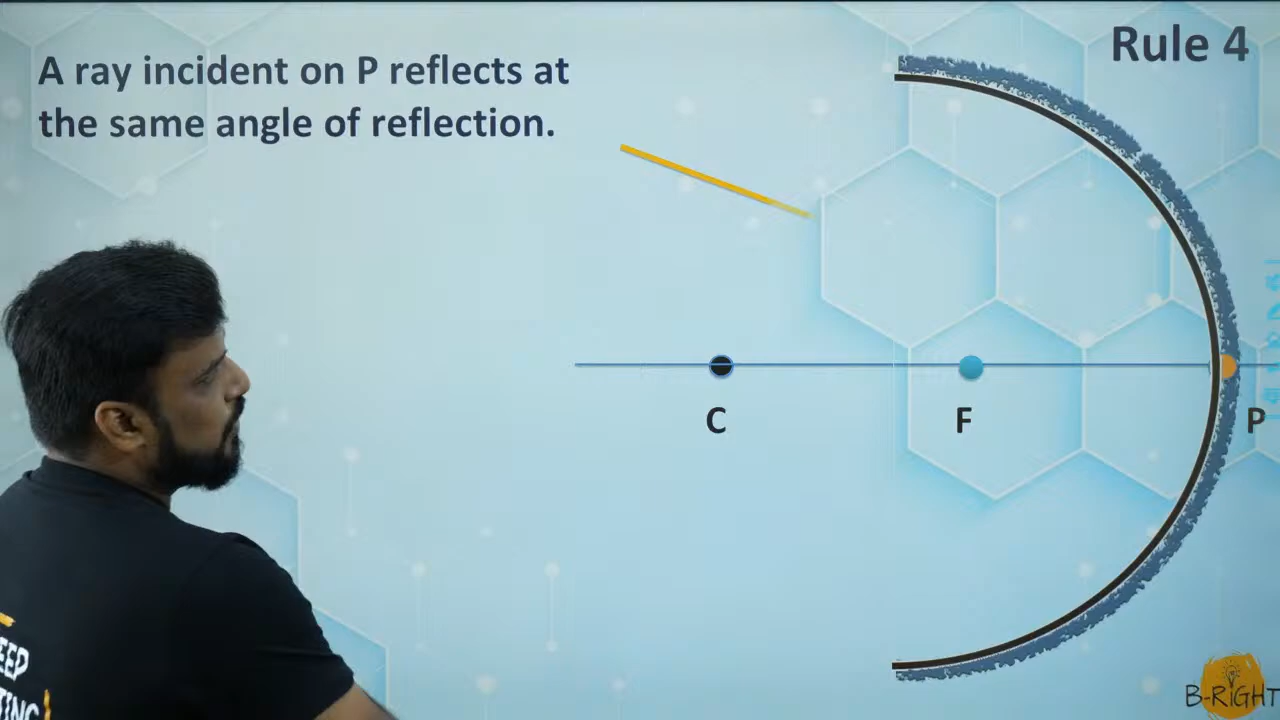 Rule 4
A ray incident on P reflects at
the same angle of reflection.
C
F
P
B-RIGHT